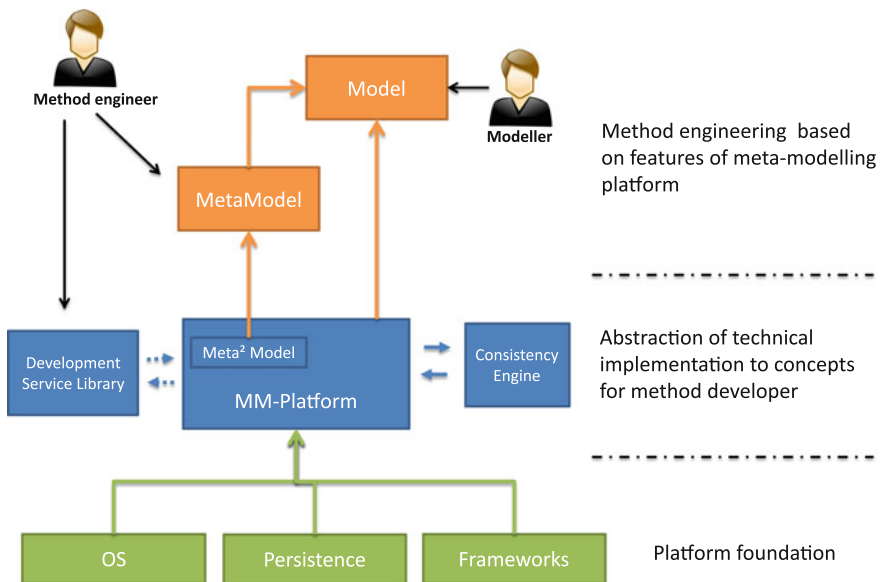 Method engineer
Model
Modeller
Method engineering based
on features of meta-modelling
platform
MetaModel
Development
Service Library
Meta² Model
MM-Platform
Consistency
Engine
Abstraction of technical
implementation to concepts
for method developer
OS
Persistence
Frameworks
Platform foundation